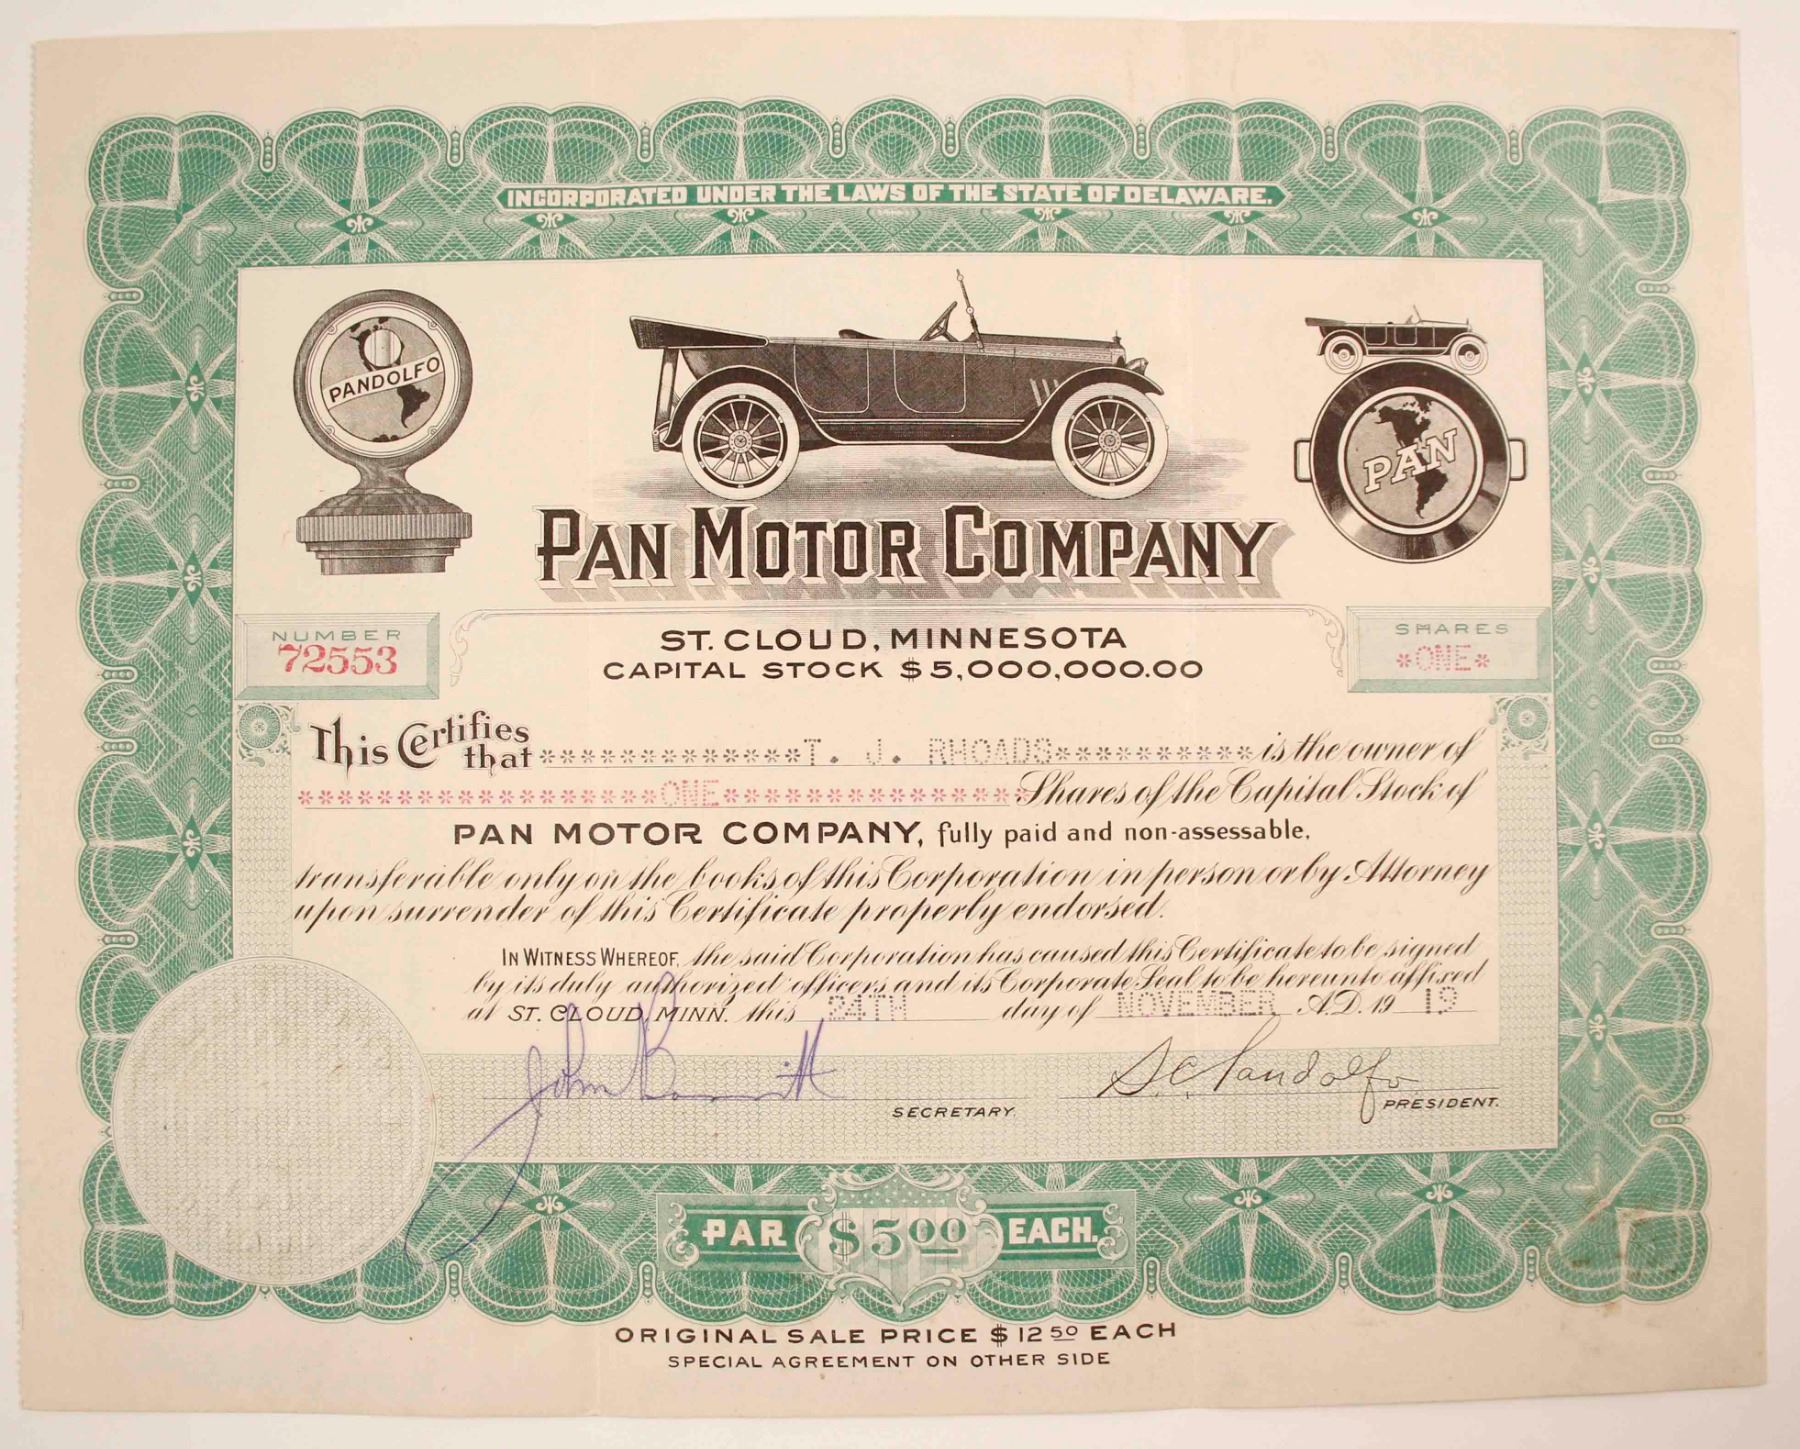 INCORPORATED UNDER THE LAWS OF THE STATE OF DELAWARE.
PANDOLFO
PAN
PAN MOTOR COMPANY
NUMBER
72553
ST. CLOUD, MINNESOTA
CAPITAL STOCK $5,000,000.00
SHARES
*ONE*
This Certifies that *************T. J. RHOADS********** is the owner of
******************ONE*************** Shares of the Capital Stock of
PAN MOTOR COMPANY, fully paid and non-assessable.
transferable only on the books of this Corporation in person or by Attorney
upon surrender of this Certificate properly endorsed.
IN WITNESS WHEREOF, the said Corporation has caused this Certificate to be signed
by its duly authorized officers and its Corporate Seal to be hereunto affixed
at ST. CLOUD, MINN. this 24TH day of NOVEMBER A.D. 19 19
John
SECRETARY.
S. C. Pandolfo
PRESIDENT.
PAR $5.00 EACH.
ORIGINAL SALE PRICE $12.50 EACH
SPECIAL AGREEMENT ON OTHER SIDE